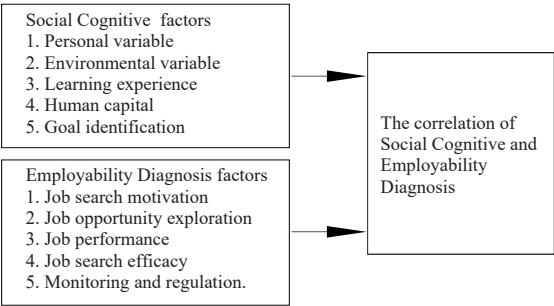 Social Cognitive factors
1. Personal variable
2. Environmental variable
3. Learning experience
4. Human capital
5. Goal identification
Employability Diagnosis factors
1. Job search motivation
2. Job opportunity exploration
3. Job performance
4. Job search efficacy
5. Monitoring and regulation.
The correlation of
Social Cognitive and
Employability
Diagnosis